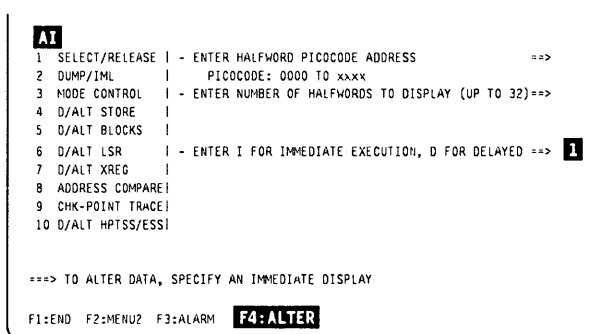 AI
1 SELECT/RELEASE | - ENTER HALFWORD PICOCODE ADDRESS ==>
2 DUMP/IML | PICOCODE: 0000 TO xxxx
3 MODE CONTROL | - ENTER NUMBER OF HALFWORDS TO DISPLAY (UP TO 32)==>
4 D/ALT STORE |
5 D/ALT BLOCKS |
6 D/ALT LSR | - ENTER I FOR IMMEDIATE EXECUTION, D FOR DELAYED ==> 1
7 D/ALT XREG |
8 ADDRESS COMPARE|
9 CHK-POINT TRACE|
10 D/ALT HPTSS/ESS|
===> TO ALTER DATA, SPECIFY AN IMMEDIATE DISPLAY
F1:END F2:MENU2 F3:ALARM F4:ALTER